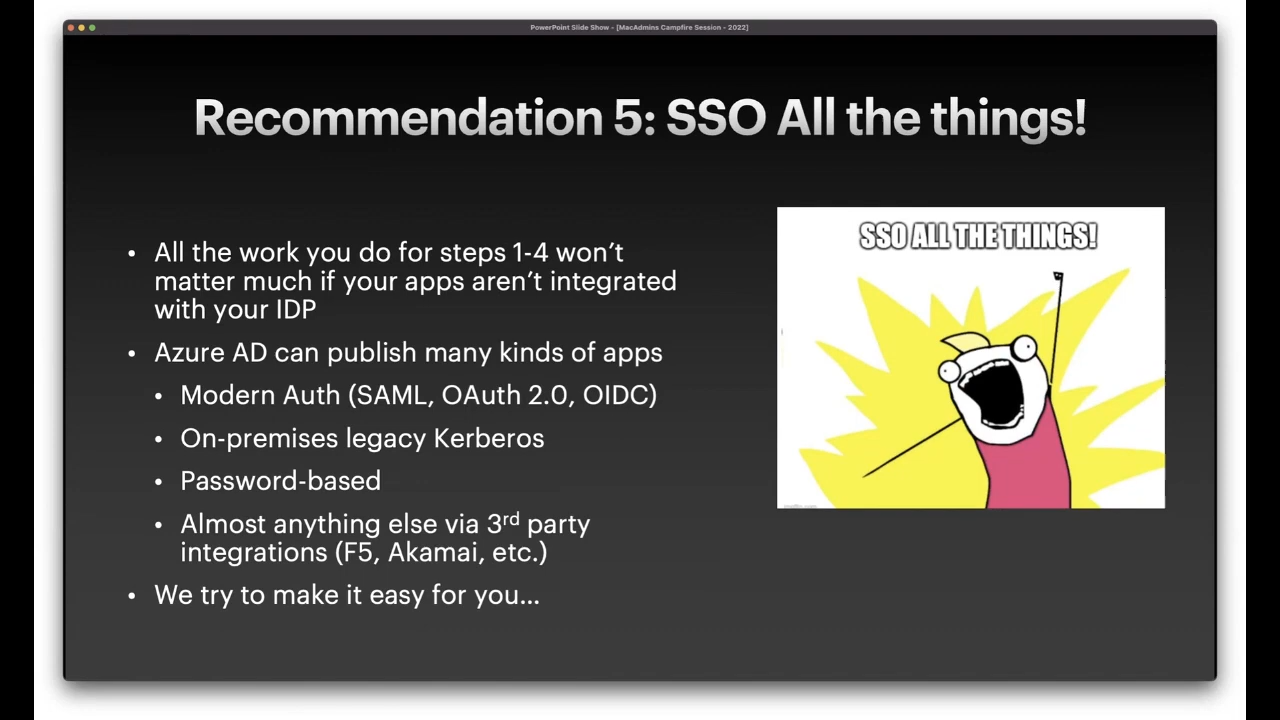 PowerPoint Slide Show - [MacAdmins Campfire Session - 2022]
Recommendation 5: SSO All the things!
• All the work you do for steps 1-4 won’t
matter much if your apps aren’t integrated
with your IDP
• Azure AD can publish many kinds of apps
• Modern Auth (SAML, OAuth 2.0, OIDC)
• On-premises legacy Kerberos
• Password-based
• Almost anything else via 3rd party
integrations (F5, Akamai, etc.)
• We try to make it easy for you...
SSO ALL THE THINGS!